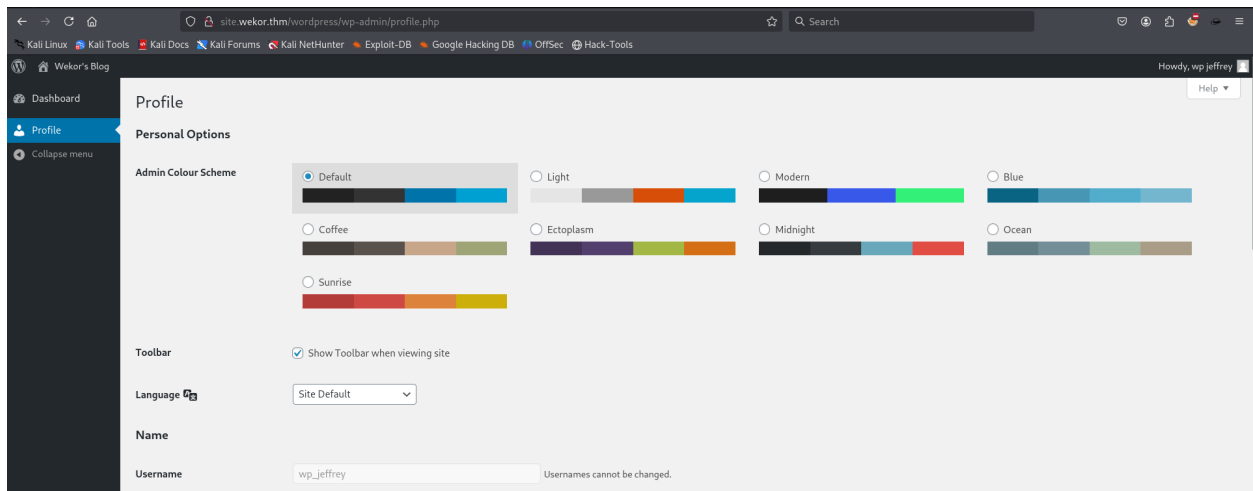 site.wekor.thm/wordpress/wp-admin/profile.php Search
Kali Linux Kali Tools Kali Docs Kali Forums Kali NetHunter Exploit-DB Google Hacking DB OffSec Hack-Tools
Wekor's Blog Howdy, wp jeffrey
Help
Dashboard
Profile
Collapse menu
Profile
Personal Options
Admin Colour Scheme
Default Light Modern Blue
Coffee Ectoplasm Midnight Ocean
Sunrise
Toolbar Show Toolbar when viewing site
Language Site Default
Name
Username wp_jeffrey Usernames cannot be changed.